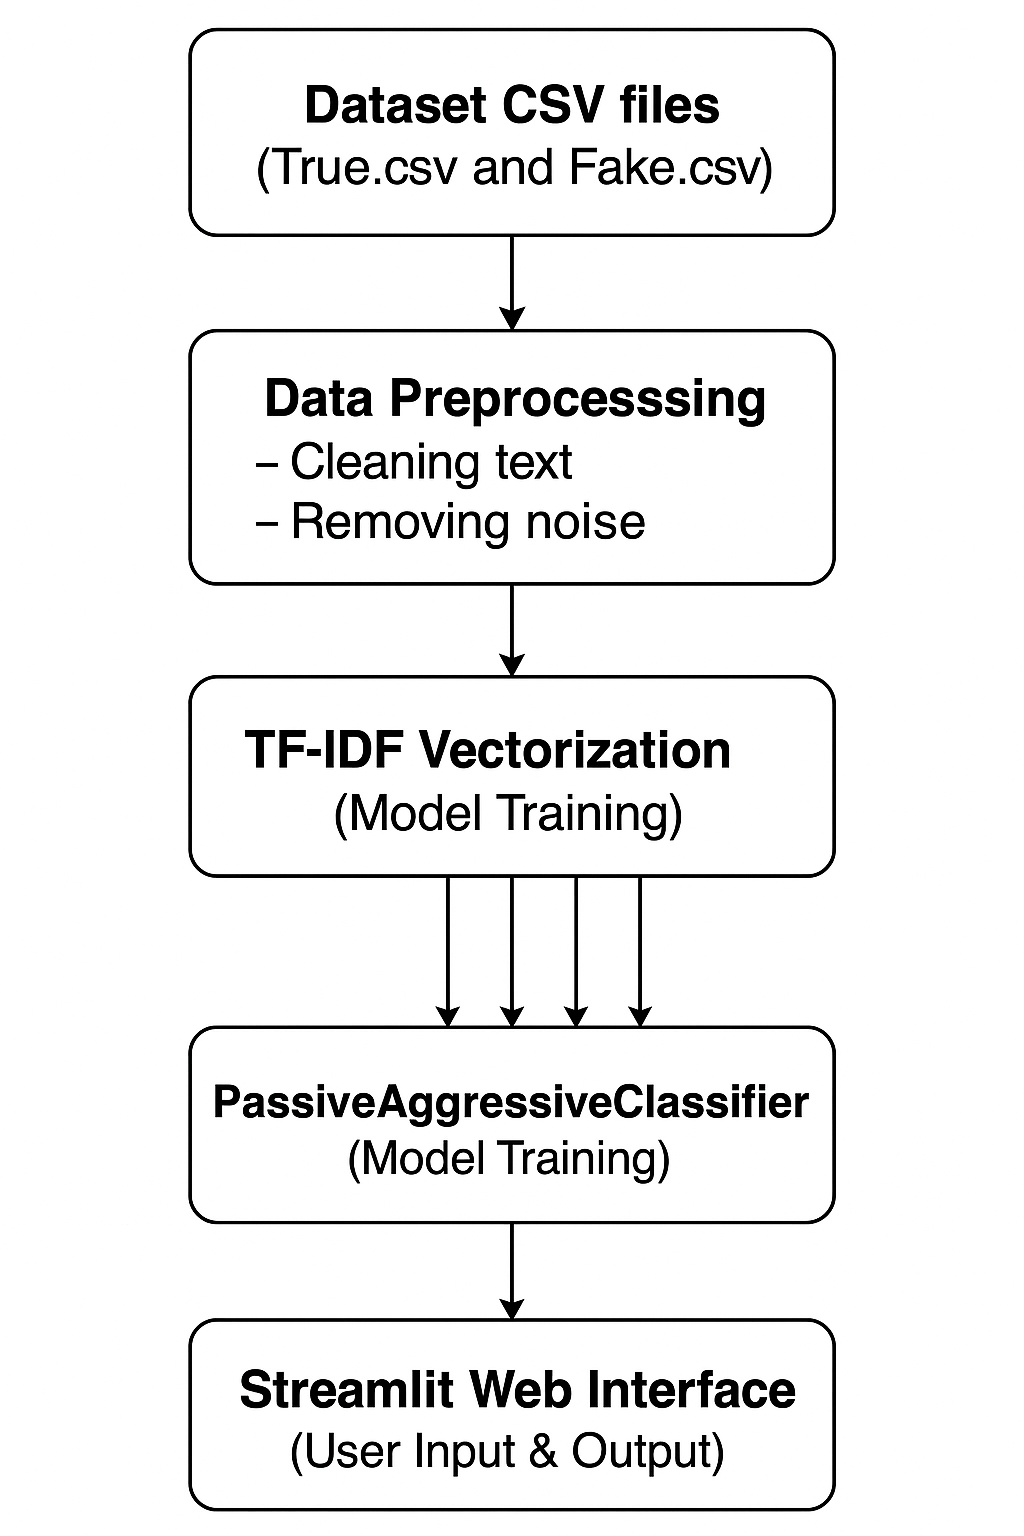 Dataset CSV files
(True.csv and Fake.csv)
Data Preprocesssing
– Cleaning text
– Removing noise
TF-IDF Vectorization
(Model Training)
PassiveAggressiveClassifier
(Model Training)
Streamlit Web Interface
(User Input & Output)